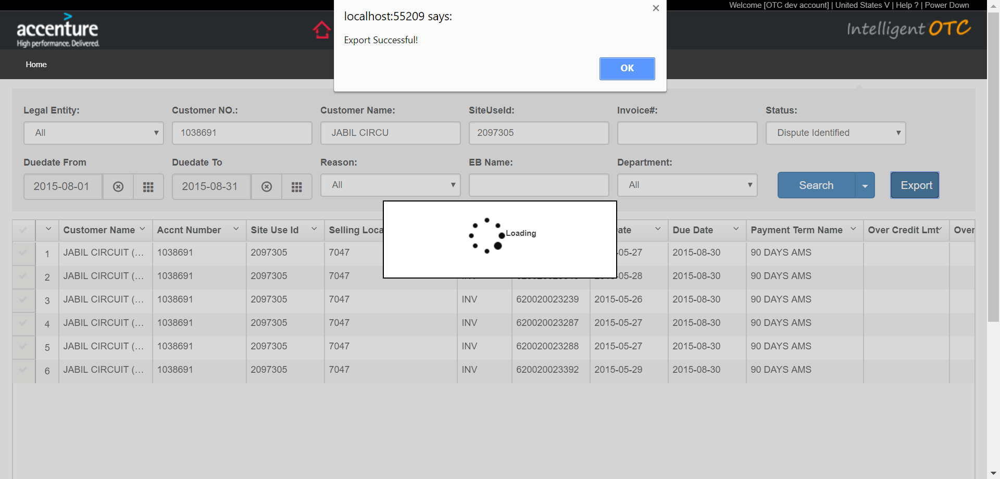 Welcome [OTC dev account] | United States V | Help ? | Power Down
accenture
High performance. Delivered.
localhost:55209 says:
Export Successful!
OK
Intelligent OTC
Home
Legal Entity: Customer NO.: Customer Name: SiteUseId: Invoice#: Status:
All 1038691 JABIL CIRCU 2097305 Dispute Identified
Duedate From Duedate To Reason: EB Name: Department:
2015-08-01 2015-08-31 All All Search Export
Loading
Customer Name Accnt Number Site Use Id Selling Loca ate Due Date Payment Term Name Over Credit Lmt Over
1 JABIL CIRCUIT (... 1038691 2097305 7047 -05-27 2015-08-30 90 DAYS AMS
2 JABIL CIRCUIT (... 1038691 2097305 7047 -05-28 2015-08-30 90 DAYS AMS
3 JABIL CIRCUIT (... 1038691 2097305 7047 INV 620020023239 2015-05-26 2015-08-30 90 DAYS AMS
4 JABIL CIRCUIT (... 1038691 2097305 7047 INV 620020023287 2015-05-27 2015-08-30 90 DAYS AMS
5 JABIL CIRCUIT (... 1038691 2097305 7047 INV 620020023288 2015-05-27 2015-08-30 90 DAYS AMS
6 JABIL CIRCUIT (... 1038691 2097305 7047 INV 620020023392 2015-05-29 2015-08-30 90 DAYS AMS